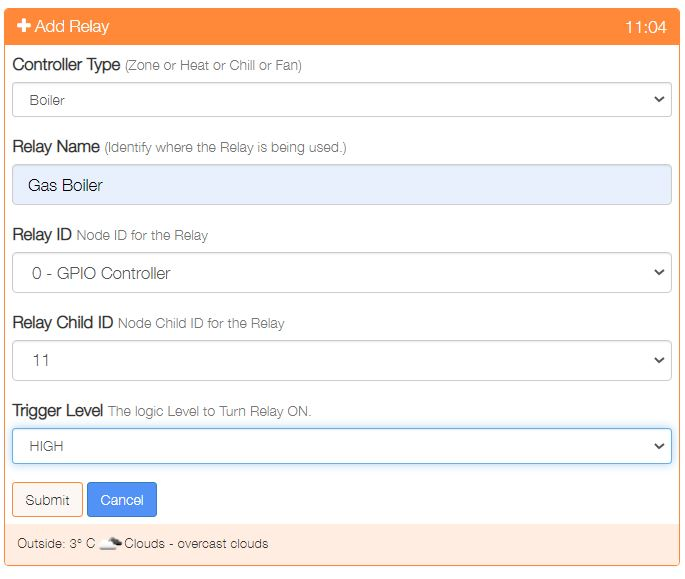 Add Relay 11:04
Controller Type (Zone or Heat or Chill or Fan)
Boiler
Relay Name (Identify where the Relay is being used.)
Gas Boiler
Relay ID Node ID for the Relay
0 - GPIO Controller
Relay Child ID Node Child ID for the Relay
11
Trigger Level The logic Level to Turn Relay ON.
HIGH
Submit Cancel
Outside: 3° C Clouds - overcast clouds